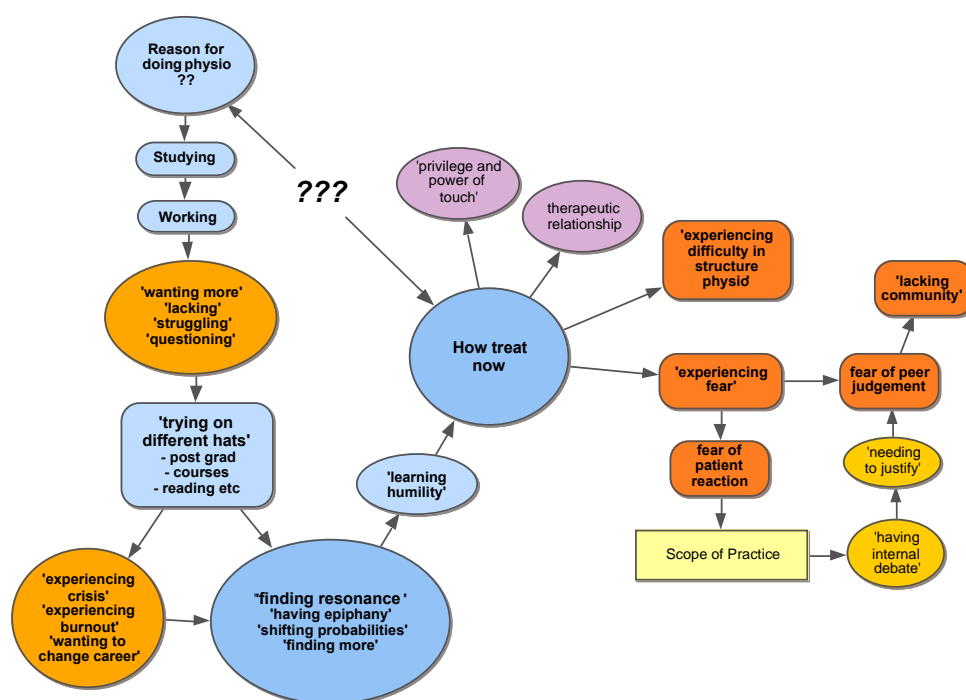 Reason for
doing physio
??
Studying
Working
'wanting more'
'lacking'
'struggling'
'questioning'
'trying on
different hats'
- post grad
- courses
- reading etc
'experiencing
crisis'
'experiencing
burnout'
'wanting to
change career'
"finding resonance'
'having epiphany'
'shifting probabilities'
'finding more'
'learning
humility'
???
How treat
now
'privilege and
power of
touch'
therapeutic
relationship
'experiencing
difficulty in
structure
physio'
'experiencing
fear'
fear of
patient
reaction
Scope of Practice
'having
internal
debate'
'needing
to justify'
fear of peer
judgement
'lacking
community'